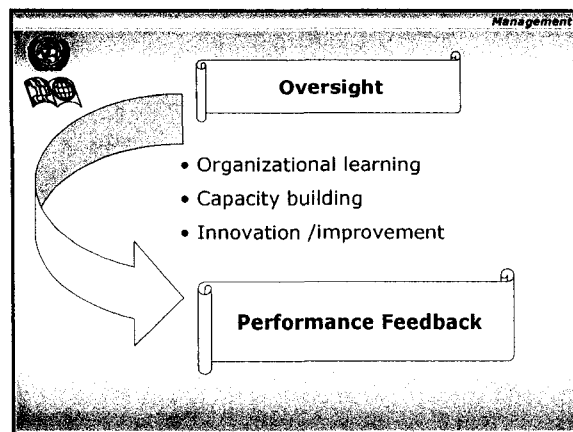 Management
Oversight
• Organizational learning
• Capacity building
• Innovation /improvement
Performance Feedback